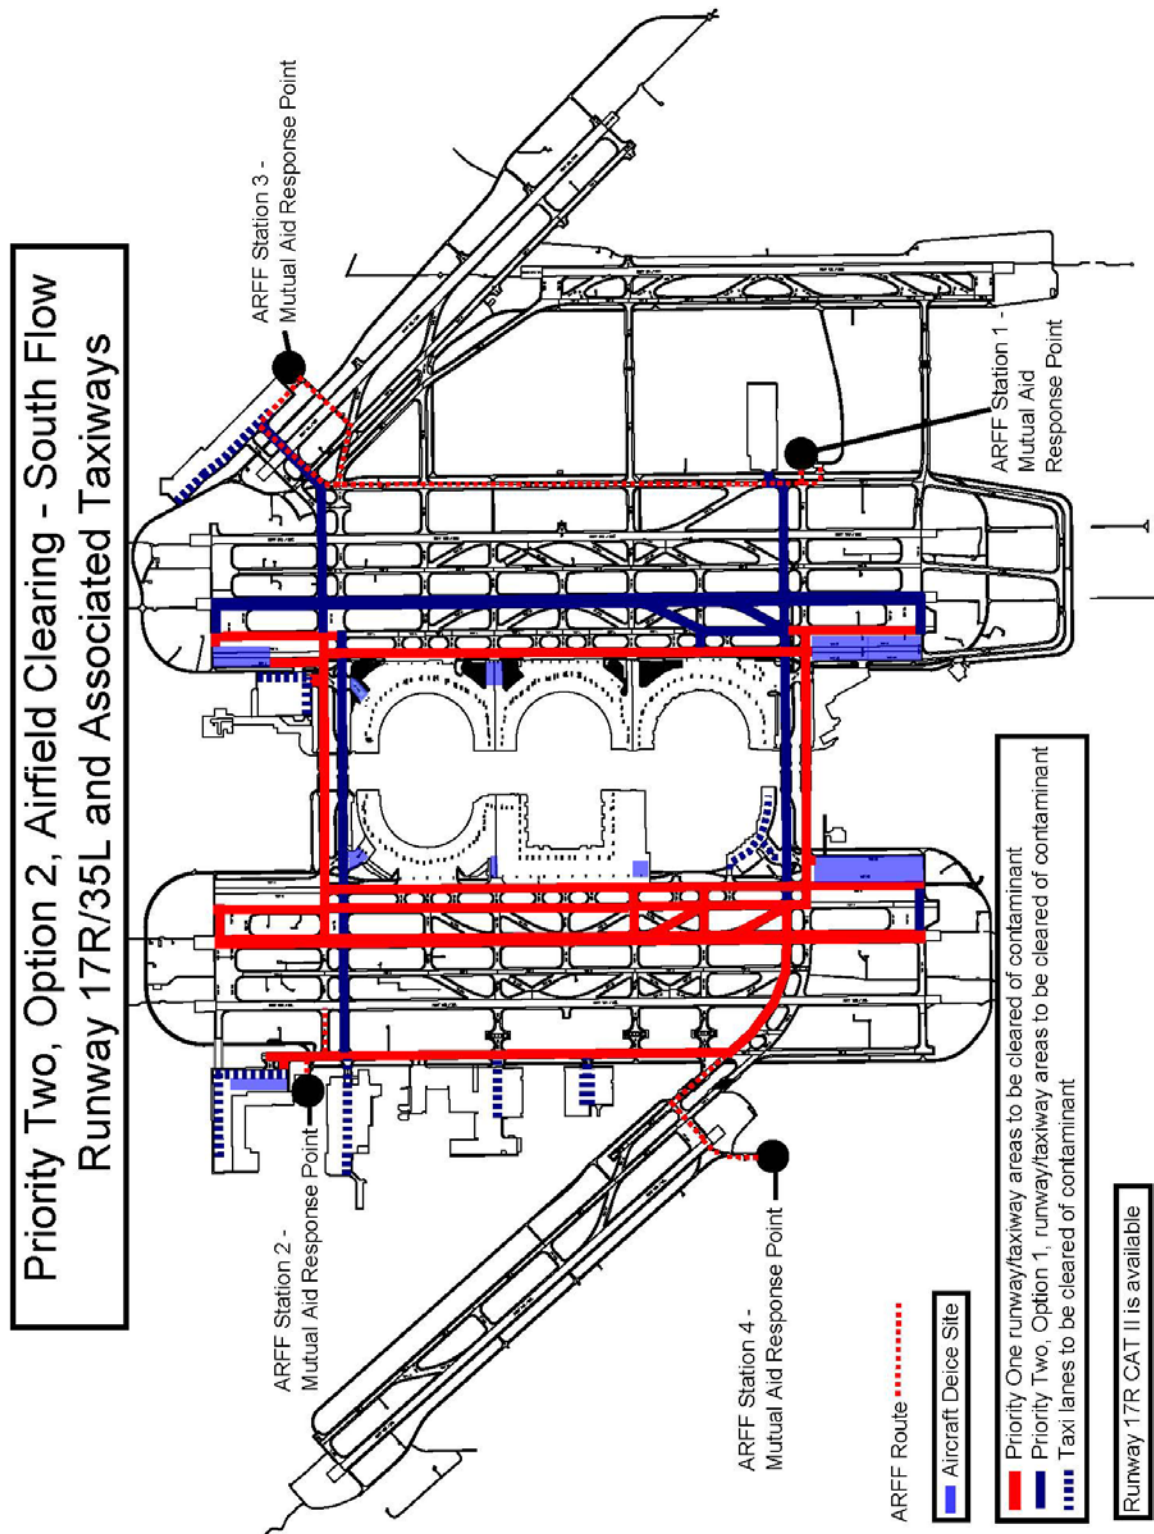 Priority Two, Option 2, Airfield Clearing - South Flow
Runway 17R/35L and Associated Taxiways
ARFF Station 3 -
Mutual Aid Response Point
ARFF Station 2 -
Mutual Aid Response Point
ARFF Station 1 -
Mutual Aid
Response Point
ARFF Station 4 -
Mutual Aid Response Point
ARFF Route
Aircraft Deice Site
Priority One runway/taxiway areas to be cleared of contaminant
Priority Two, Option 1, runway/taxiway areas to be cleared of contaminant
Taxi lanes to be cleared of contaminant
Runway 17R CAT II is available